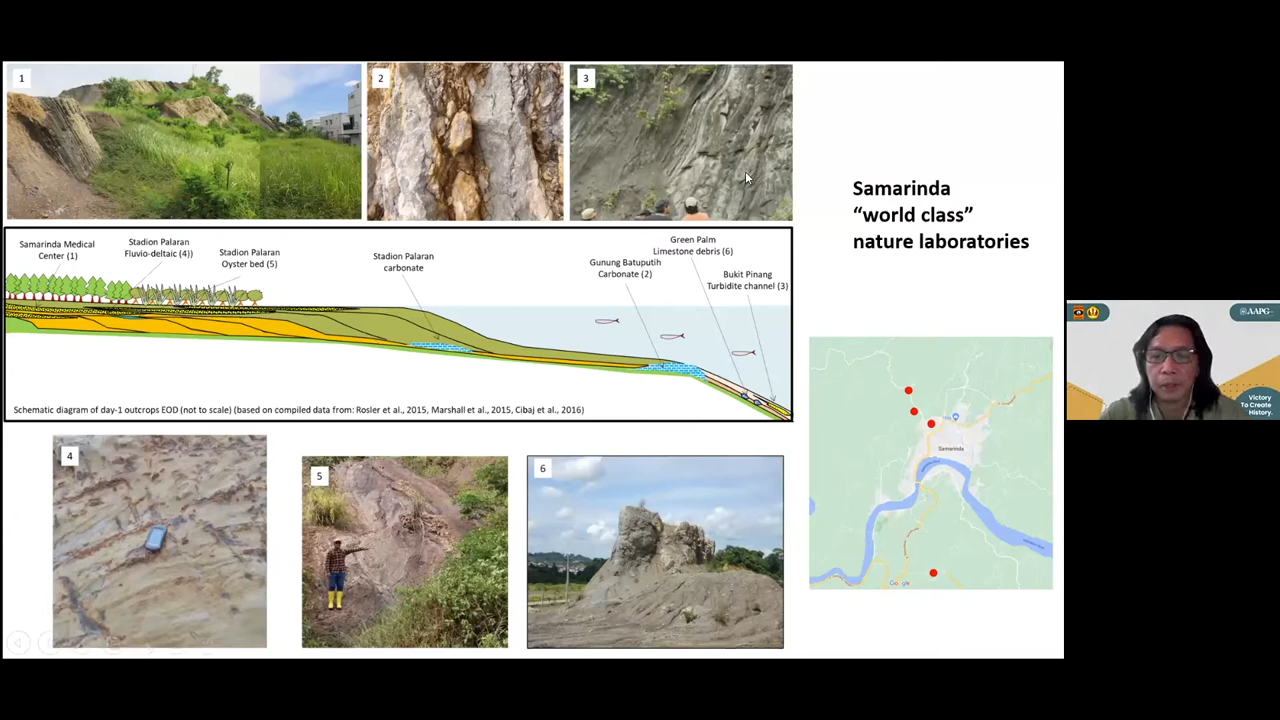 1
2
3
Samarinda
“world class”
nature laboratories
Samarinda Medical
Center (1)
Stadion Palaran
Fluvio-deltaic (4))
Stadion Palaran
Oyster bed (5)
Stadion Palaran
carbonate
Gunung Batuputih
Carbonate (2)
Green Palm
Limestone debris (6)
Bukit Pinang
Turbidite channel (3)
Schematic diagram of day-1 outcrops EOD (not to scale) (based on compiled data from: Rosler et al., 2015, Marshall et al., 2015, Cibaj et al., 2016)
4
5
6
Samarinda
Google
AAPG
Victory
To Create
History.